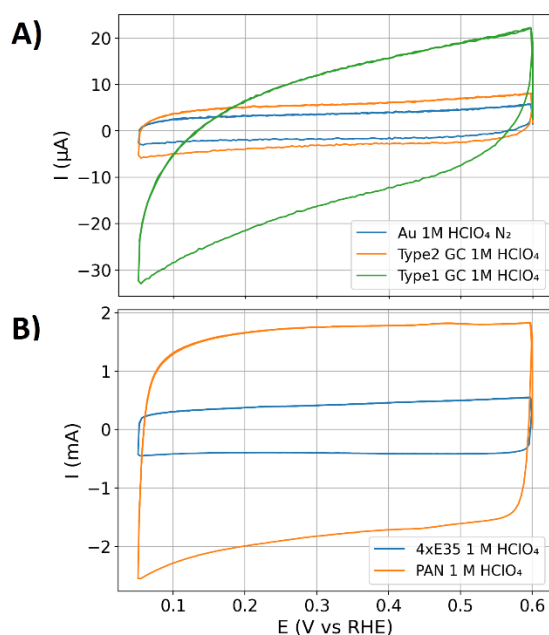 A)
20
10
0
−10
−20
−30
I (μA)
Au 1M HClO₄ N₂
Type2 GC 1M HClO₄
Type1 GC 1M HClO₄
B)
2
1
0
−1
−2
I (mA)
4xE35 1 M HClO₄
PAN 1 M HClO₄
0.1 0.2 0.3 0.4 0.5 0.6
E (V vs RHE)